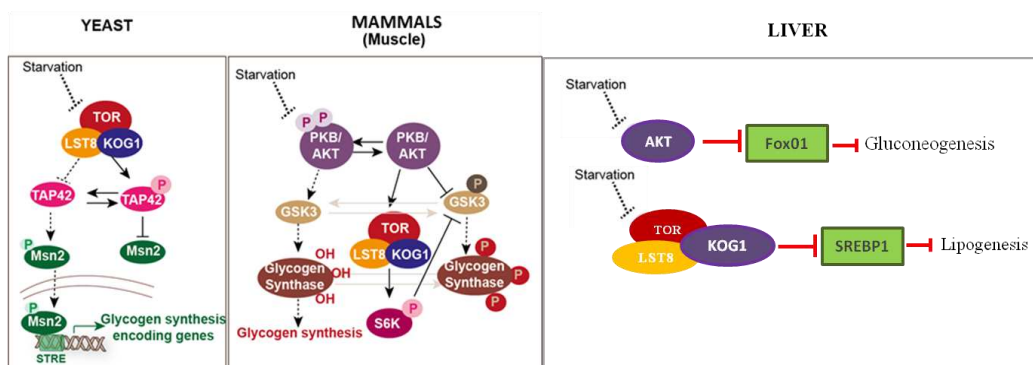 YEAST
Starvation
TOR
LST8
KOG1
TAP42
TAP42
P
P
Msn2
Msn2
P
Msn2
STRE
Glycogen synthesis
encoding genes
MAMMALS
(Muscle)
Starvation
P
P
PKB/
AKT
PKB/
AKT
GSK3
P
GSK3
TOR
LST8
KOG1
OH
OH
OH
Glycogen
Synthase
P
P
P
Glycogen
Synthase
Glycogen synthesis
S6K
P
LIVER
Starvation
AKT
Fox01
Gluconeogenesis
Starvation
TOR
LST8
KOG1
SREBP1
Lipogenesis